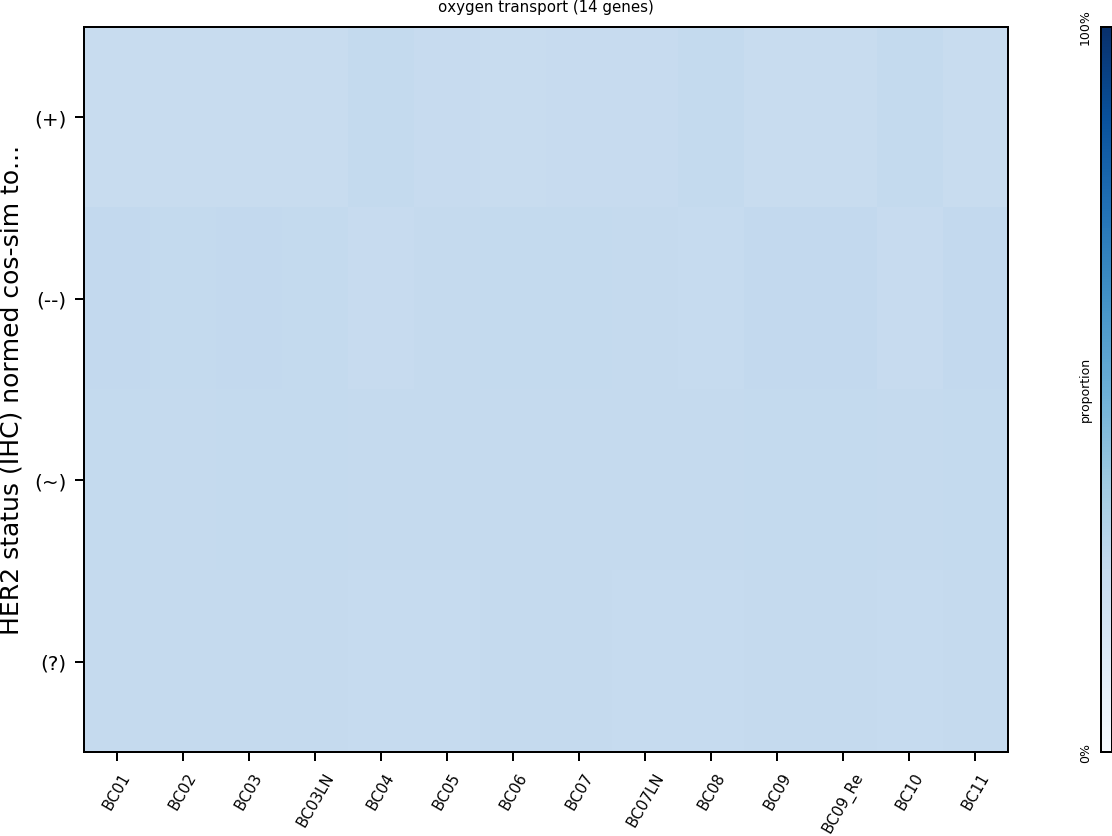 oxygen transport (14 genes)
HER2 status (IHC) normed cos-sim to...
(+)
(--)
(~)
(?)
BC01
BC02
BC03
BC03LN
BC04
BC05
BC06
BC07
BC07LN
BC08
BC09
BC09_Re
BC10
BC11
100%
proportion
0%